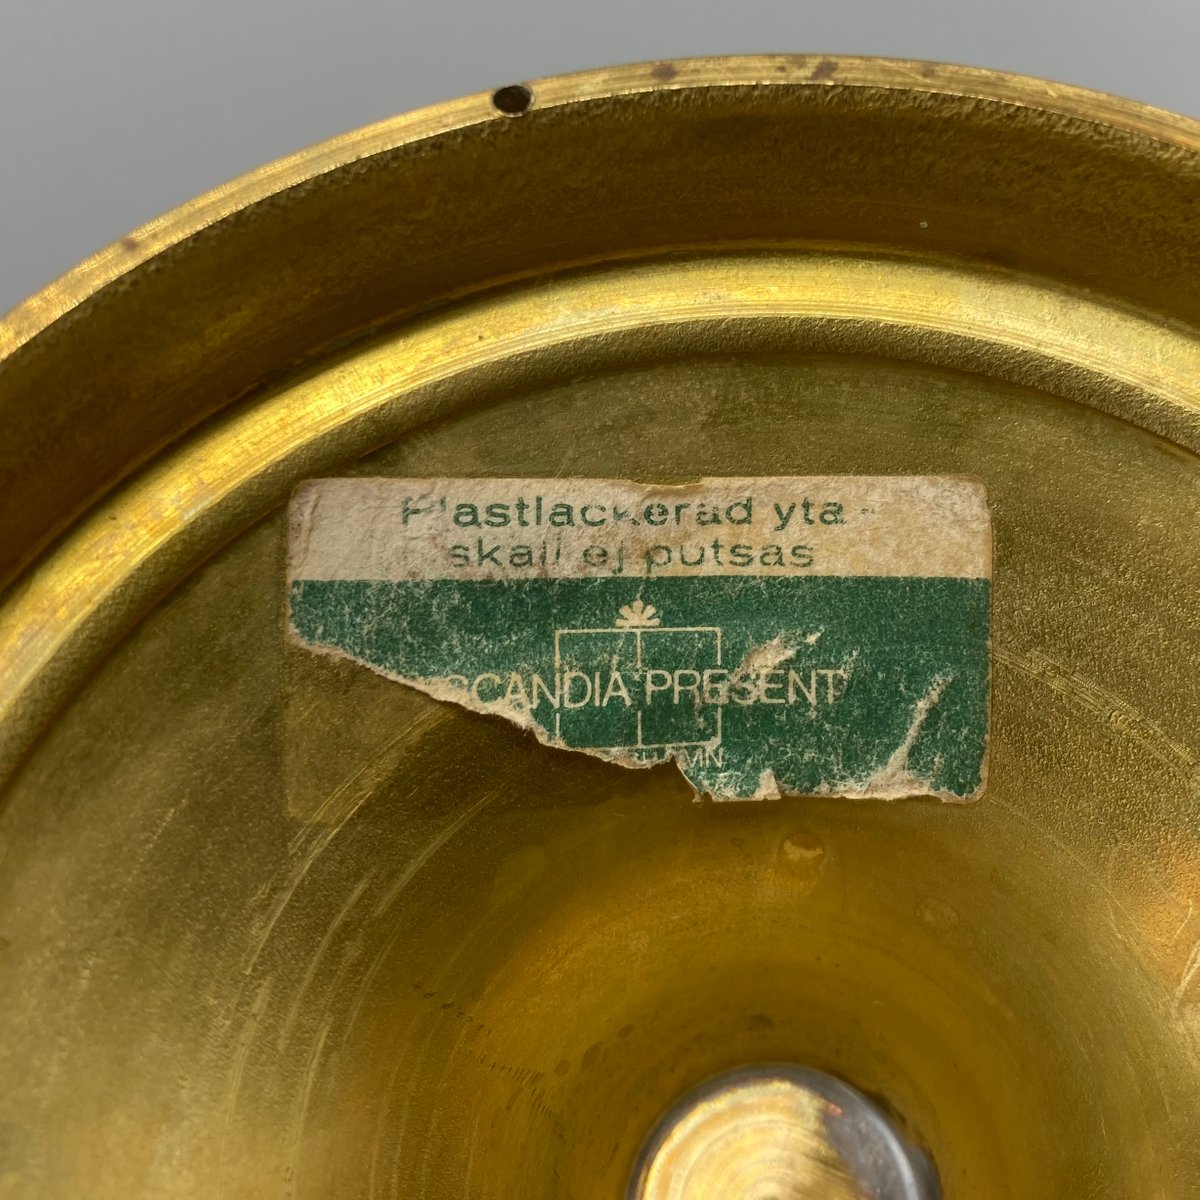 Plastlackerad yta -
skall ej putsas
SCANDIA PRESENT